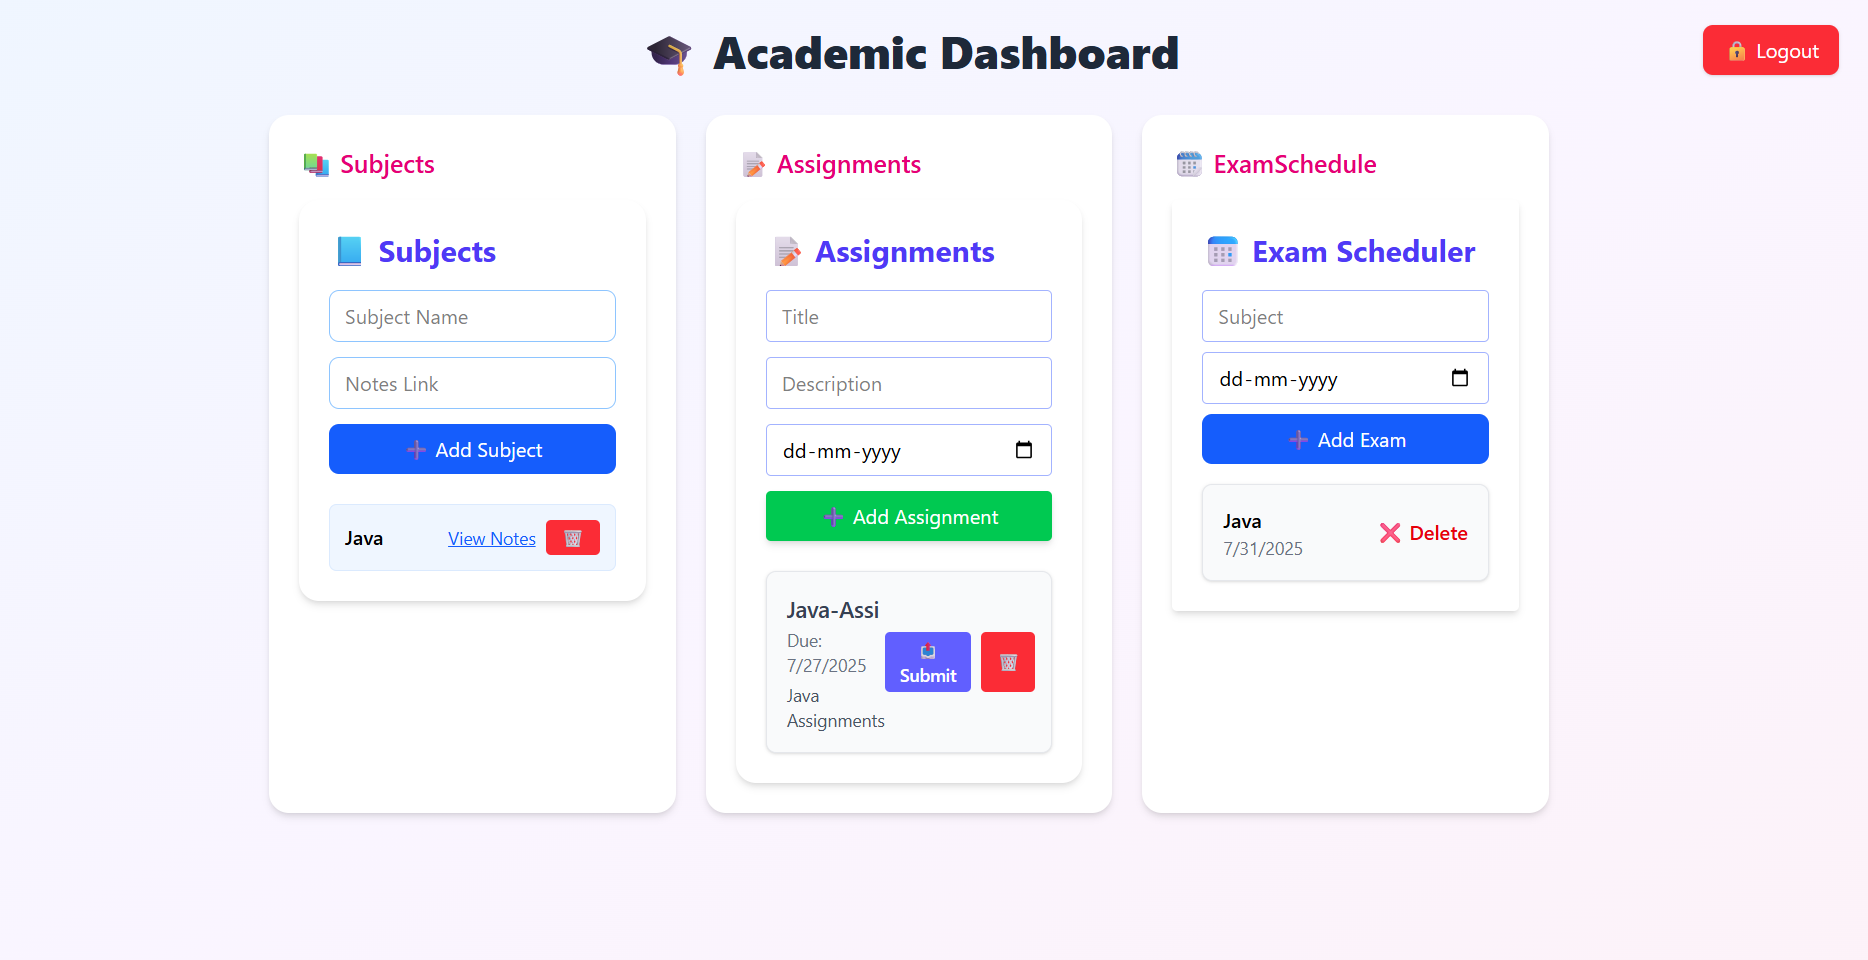 🎓 Academic Dashboard
🔒 Logout
📚 Subjects
📘 Subjects
Subject Name
Notes Link
➕ Add Subject
Java View Notes 🗑️
📝 Assignments
📝 Assignments
Title
Description
dd-mm-yyyy
➕ Add Assignment
Java-Assi
Due:
7/27/2025
Java
Assignments
📤
Submit
🗑️
🗓️ ExamSchedule
📅 Exam Scheduler
Subject
dd-mm-yyyy
➕ Add Exam
Java
7/31/2025
❌ Delete